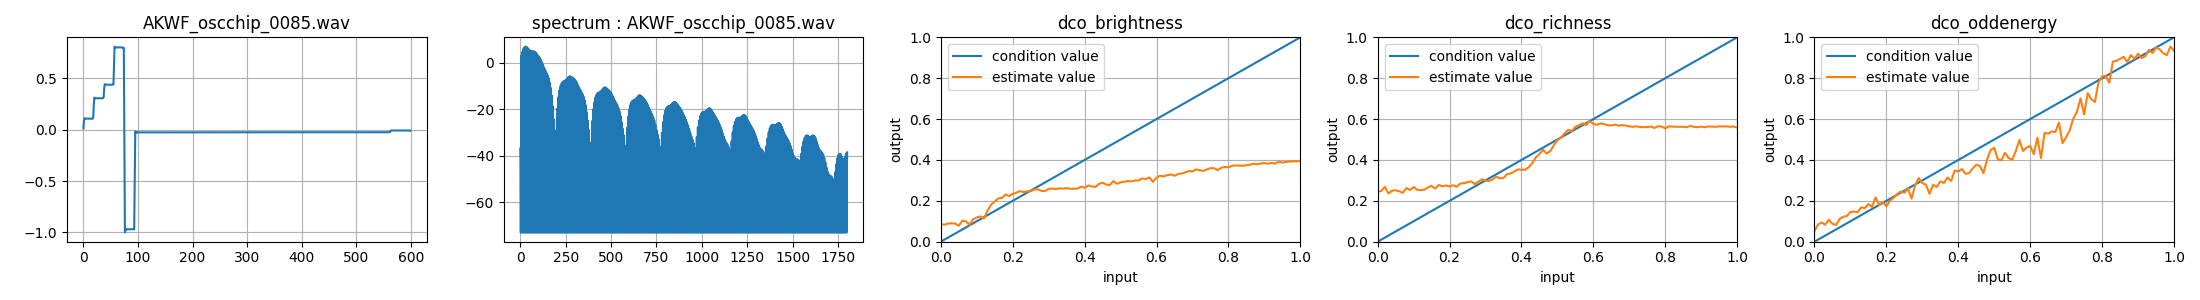 AKWF_oscchip_0085.wav
0.5
0.0
−0.5
−1.0
0 100 200 300 400 500 600
spectrum : AKWF_oscchip_0085.wav
0
−20
−40
−60
0 250 500 750 1000 1250 1500 1750
dco_brightness
condition value
estimate value
output
1.0
0.8
0.6
0.4
0.2
0.0
0.0 0.2 0.4 0.6 0.8 1.0
input
dco_richness
condition value
estimate value
output
1.0
0.8
0.6
0.4
0.2
0.0
0.0 0.2 0.4 0.6 0.8 1.0
input
dco_oddenergy
condition value
estimate value
output
1.0
0.8
0.6
0.4
0.2
0.0
0.0 0.2 0.4 0.6 0.8 1.0
input